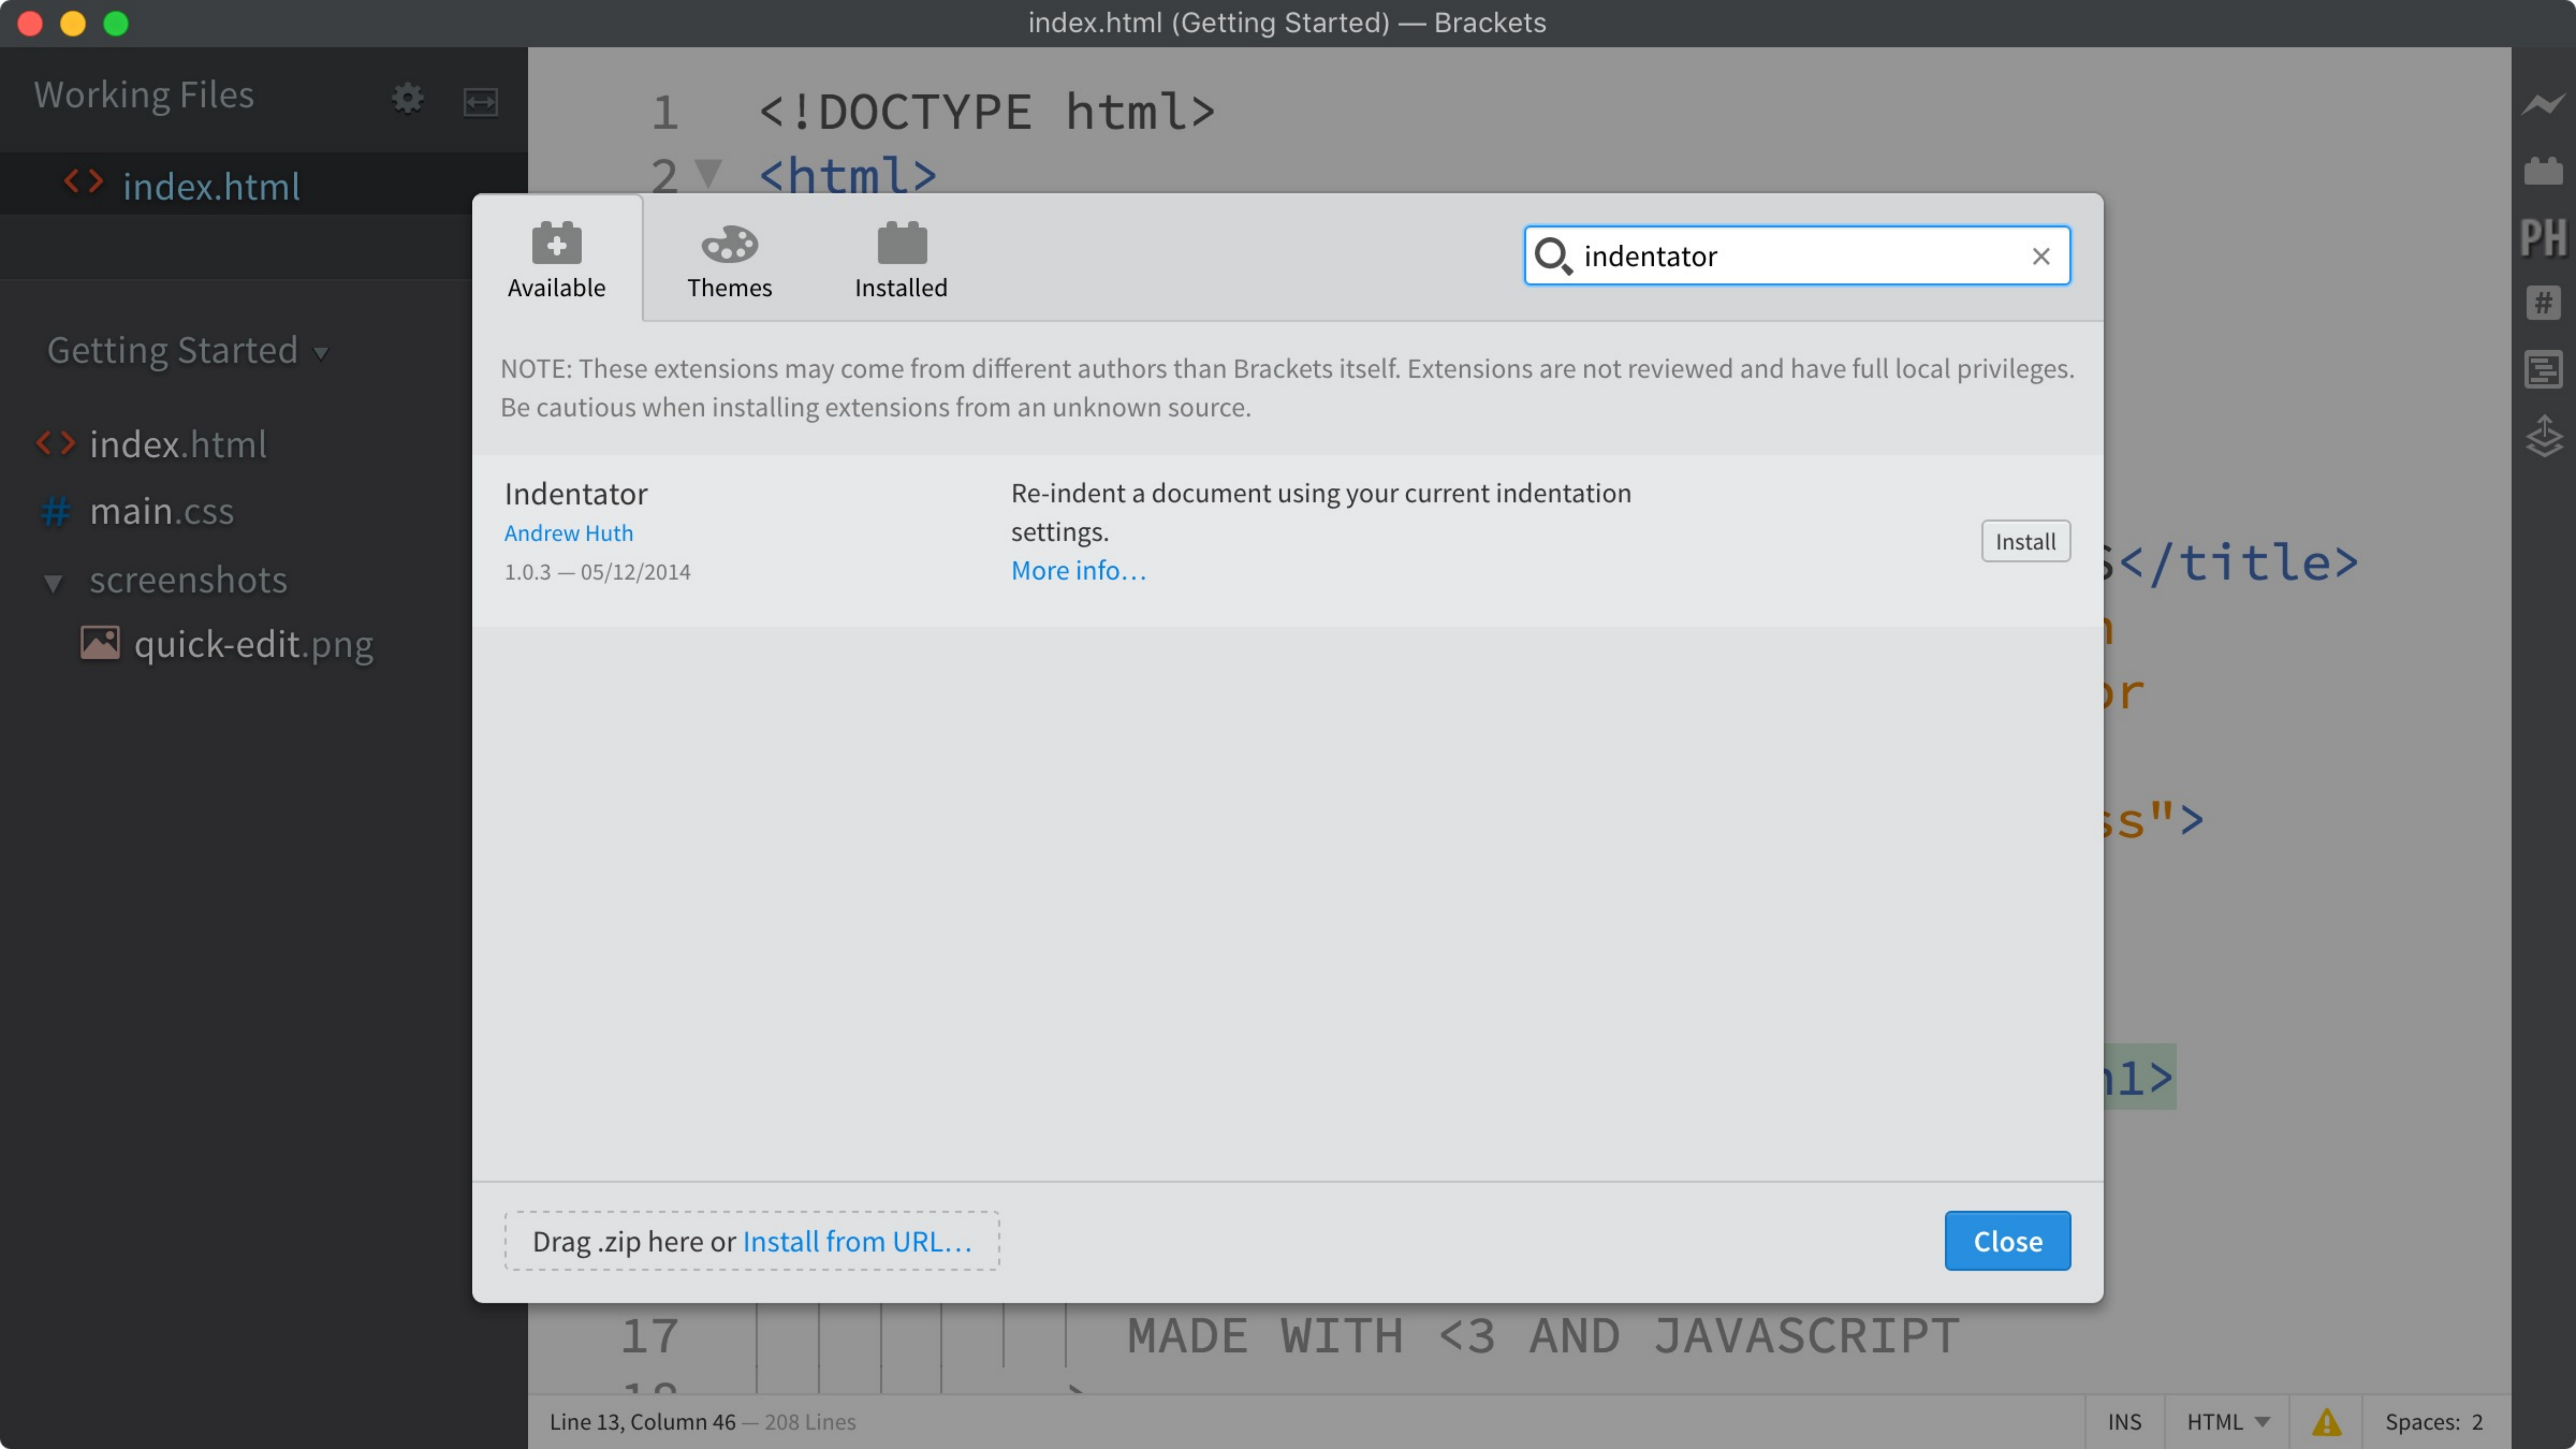 index.html (Getting Started) — Brackets
Working Files
index.html
Getting Started
index.html
main.css
screenshots
quick-edit.png
1 <!DOCTYPE html>
2 <html>
Available
Themes
Installed
indentator
NOTE: These extensions may come from different authors than Brackets itself. Extensions are not reviewed and have full local privileges.
Be cautious when installing extensions from an unknown source.
Indentator
Andrew Huth
1.0.3 — 05/12/2014
Re-indent a document using your current indentation
settings.
More info...
Install
</title>
or
ss">
h1>
Drag .zip here or Install from URL...
Close
17 MADE WITH <3 AND JAVASCRIPT
18
Line 13, Column 46 — 208 Lines
INS
HTML
Spaces: 2
PH
#